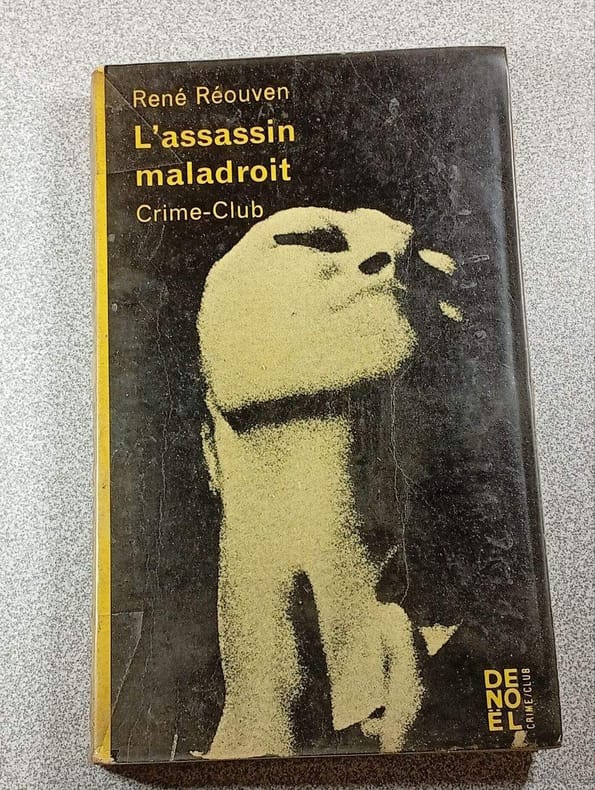 René Réouven
L'assassin
maladroit
Crime-Club
DE
NO
ËL
CRIME/CLUB